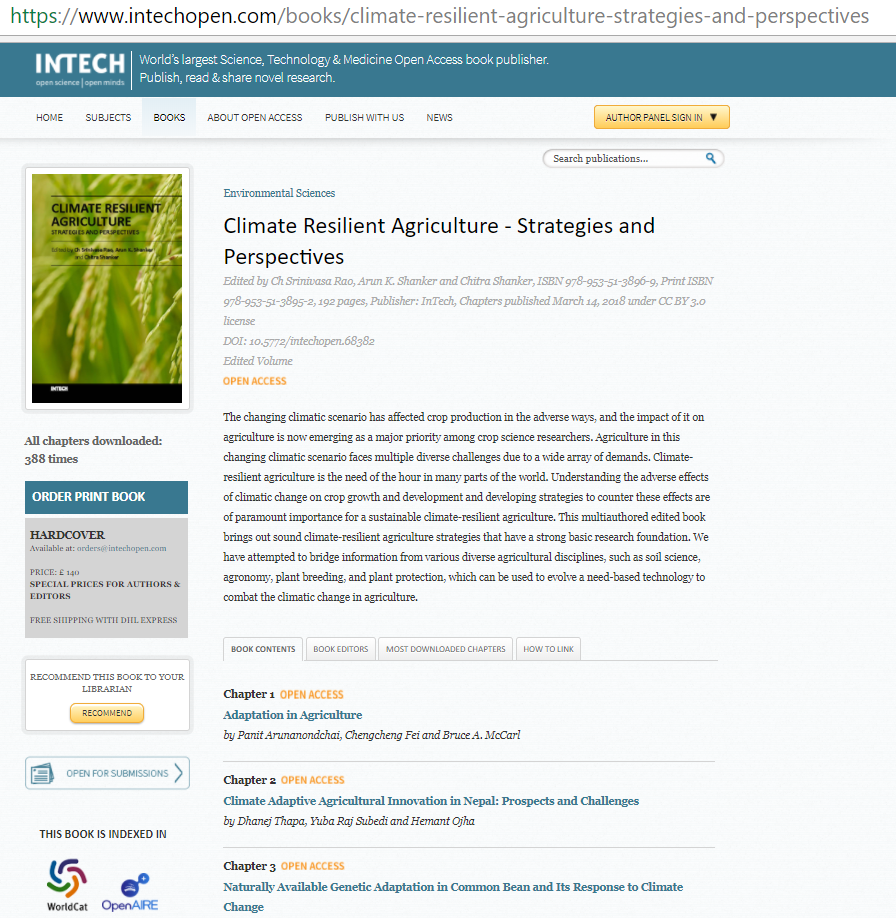 https://www.intechopen.com/books/climate-resilient-agriculture-strategies-and-perspectives
INTECH
open science | open minds
World's largest Science, Technology & Medicine Open Access book publisher.
Publish, read & share novel research.
HOME SUBJECTS BOOKS ABOUT OPEN ACCESS PUBLISH WITH US NEWS AUTHOR PANEL SIGN IN ▼
Search publications...
CLIMATE RESILIENT
AGRICULTURE
STRATEGIES AND PERSPECTIVES
Edited by Ch Srinivasa Rao, Arun K. Shanker
and Chitra Shanker
INTECH
All chapters downloaded:
388 times
ORDER PRINT BOOK
HARDCOVER
Available at: orders@intechopen.com
PRICE: £ 140
SPECIAL PRICES FOR AUTHORS &
EDITORS
FREE SHIPPING WITH DHL EXPRESS
RECOMMEND THIS BOOK TO YOUR
LIBRARIAN
RECOMMEND
OPEN FOR SUBMISSIONS
THIS BOOK IS INDEXED IN
WorldCat OpenAIRE
Environmental Sciences
Climate Resilient Agriculture - Strategies and
Perspectives
Edited by Ch Srinivasa Rao, Arun K. Shanker and Chitra Shanker, ISBN 978-953-51-3896-9, Print ISBN
978-953-51-3895-2, 192 pages, Publisher: InTech, Chapters published March 14, 2018 under CC BY 3.0
license
DOI: 10.5772/intechopen.68382
Edited Volume
OPEN ACCESS
The changing climatic scenario has affected crop production in the adverse ways, and the impact of it on
agriculture is now emerging as a major priority among crop science researchers. Agriculture in this
changing climatic scenario faces multiple diverse challenges due to a wide array of demands. Climate-
resilient agriculture is the need of the hour in many parts of the world. Understanding the adverse effects
of climatic change on crop growth and development and developing strategies to counter these effects are
of paramount importance for a sustainable climate-resilient agriculture. This multiauthored edited book
brings out sound climate-resilient agriculture strategies that have a strong basic research foundation. We
have attempted to bridge information from various diverse agricultural disciplines, such as soil science,
agronomy, plant breeding, and plant protection, which can be used to evolve a need-based technology to
combat the climatic change in agriculture.
BOOK CONTENTS BOOK EDITORS MOST DOWNLOADED CHAPTERS HOW TO LINK
Chapter 1 OPEN ACCESS
Adaptation in Agriculture
by Panit Arunanondchai, Chengcheng Fei and Bruce A. McCarl
Chapter 2 OPEN ACCESS
Climate Adaptive Agricultural Innovation in Nepal: Prospects and Challenges
by Dhanej Thapa, Yuba Raj Subedi and Hemant Ojha
Chapter 3 OPEN ACCESS
Naturally Available Genetic Adaptation in Common Bean and Its Response to Climate
Change